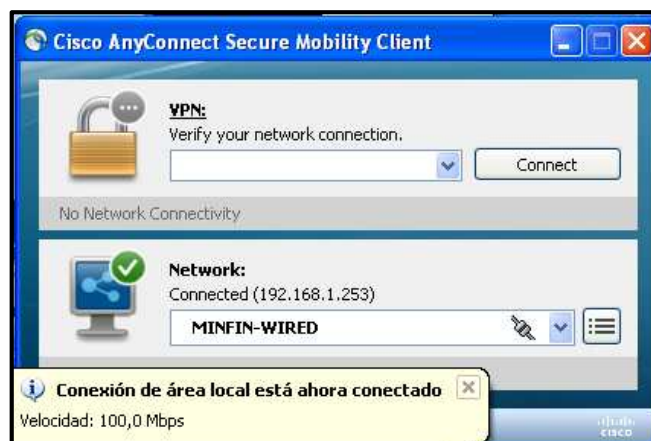 Cisco AnyConnect Secure Mobility Client
VPN:
Verify your network connection.
Connect
No Network Connectivity
Network:
Connected (192.168.1.253)
MINFIN-WIRED
Conexión de área local está ahora conectado
Velocidad: 100,0 Mbps
cisco